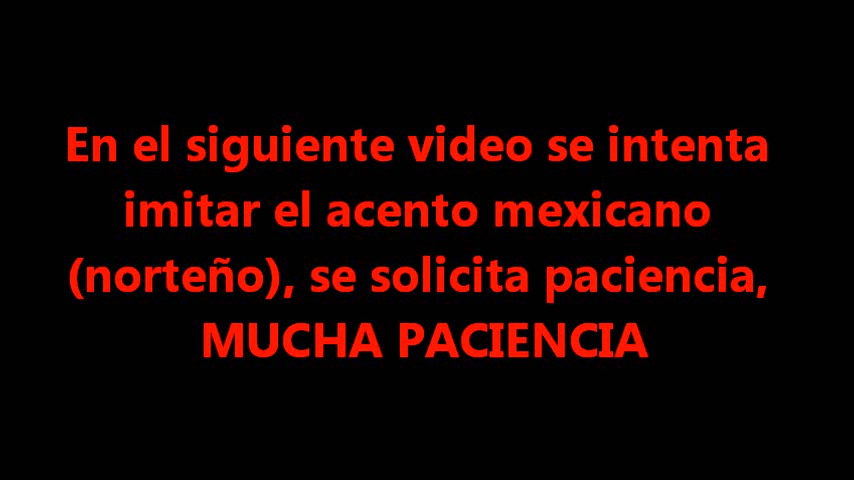 En el siguiente video se intenta
imitar el acento mexicano
(norteño), se solicita paciencia,
MUCHA PACIENCIA